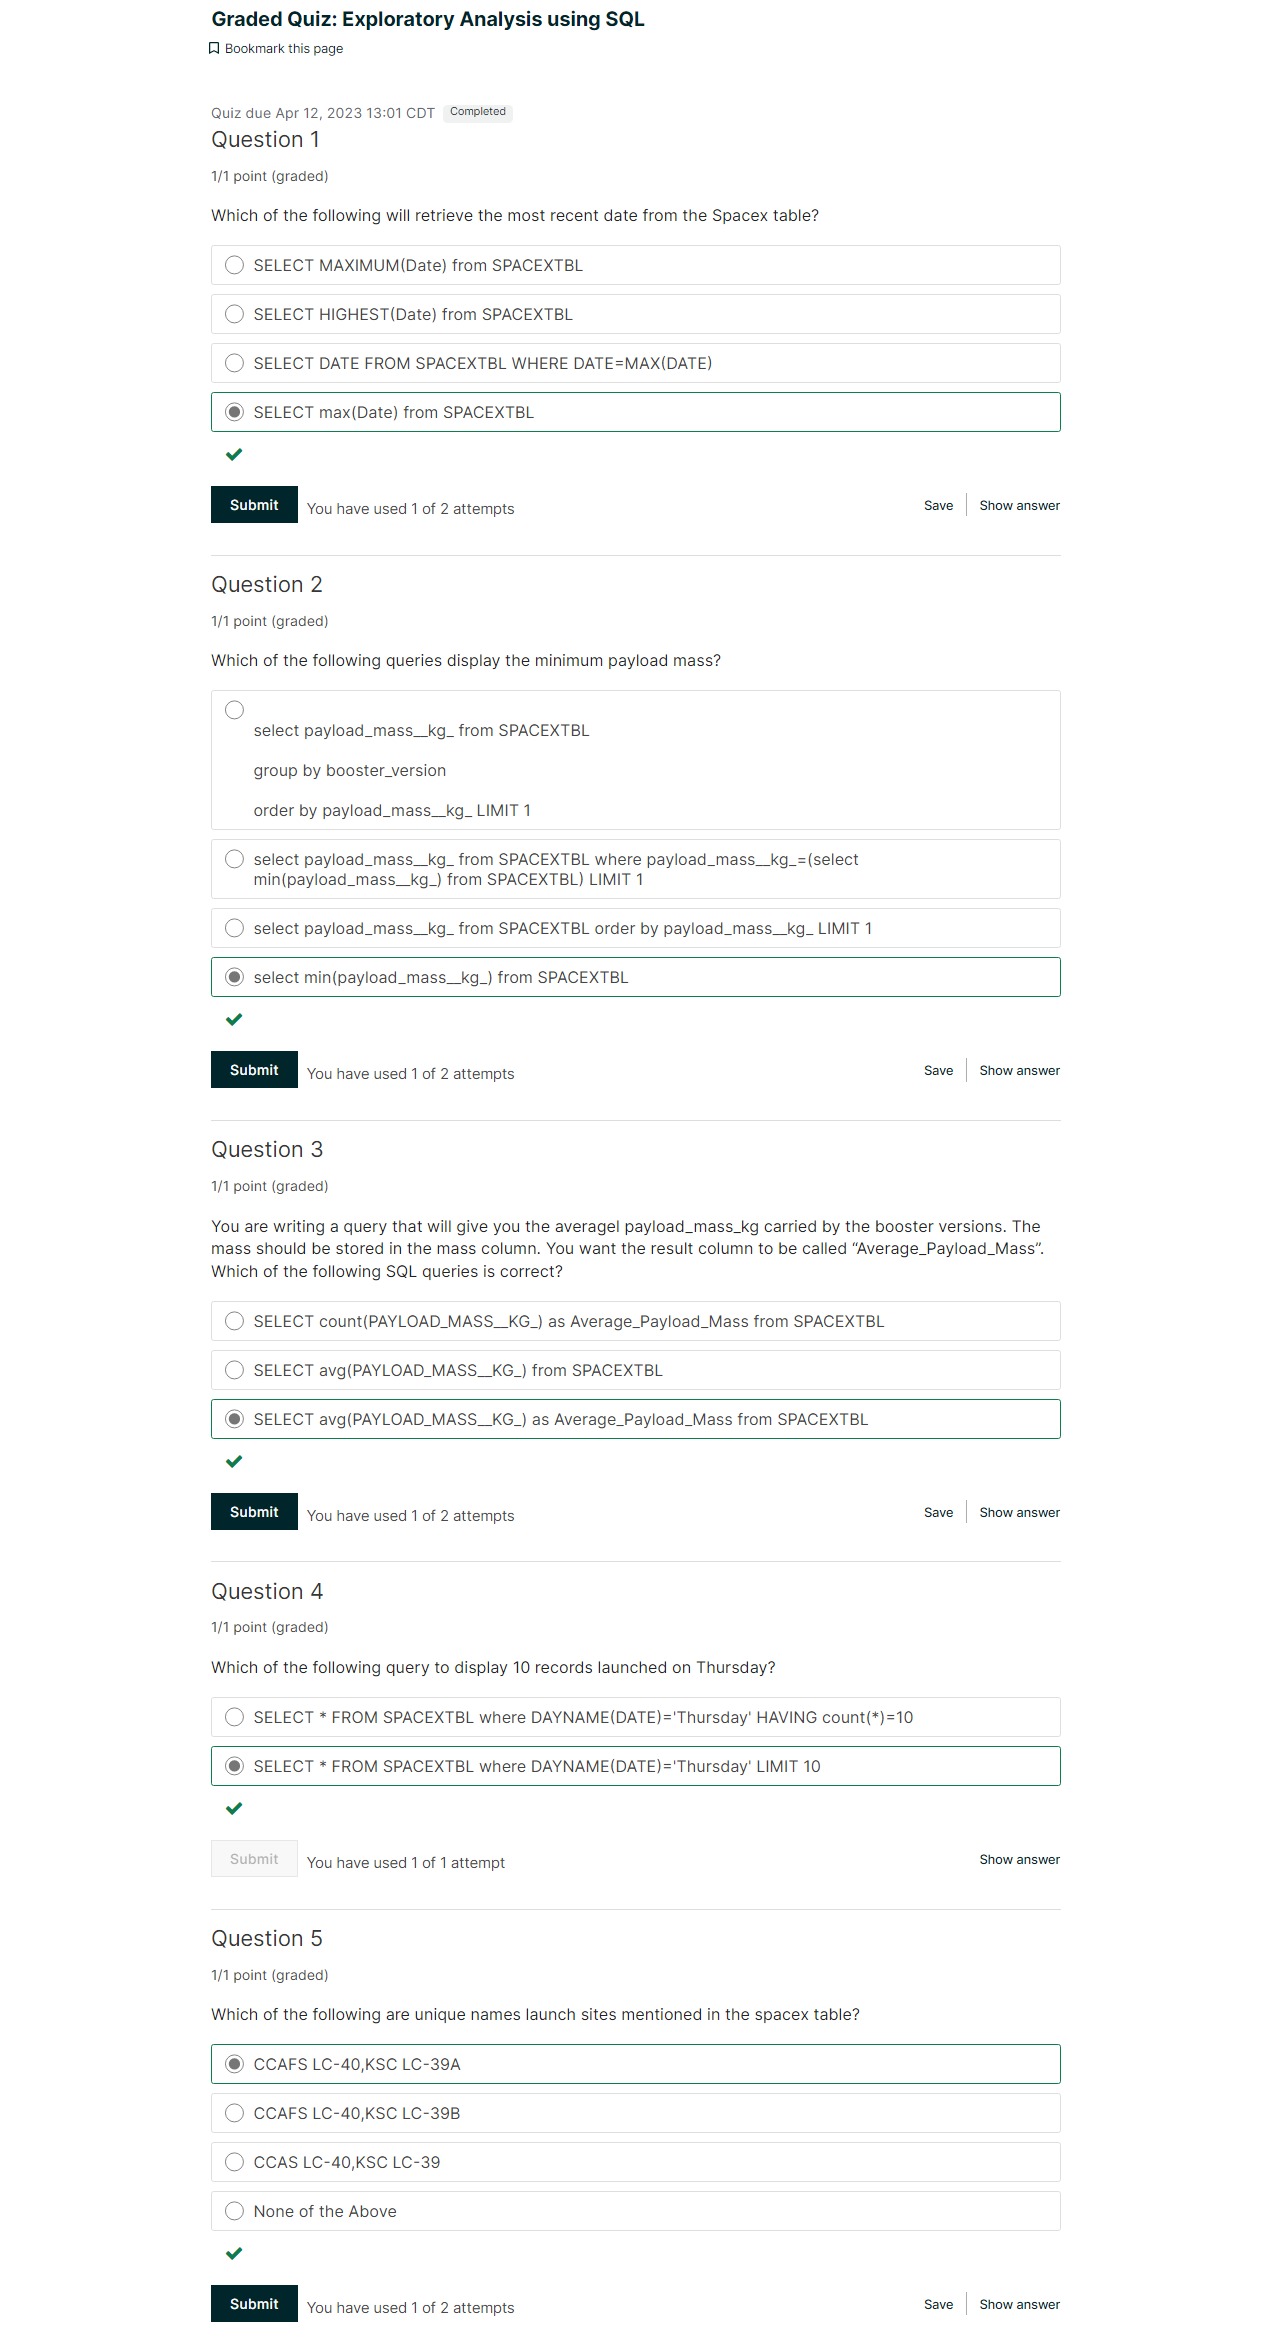 Graded Quiz: Exploratory Analysis using SQL
Bookmark this page
Quiz due Apr 12, 2023 13:01 CDT Completed
Question 1
1/1 point (graded)
Which of the following will retrieve the most recent date from the Spacex table?
SELECT MAXIMUM(Date) from SPACEXTBL
SELECT HIGHEST(Date) from SPACEXTBL
SELECT DATE FROM SPACEXTBL WHERE DATE=MAX(DATE)
SELECT max(Date) from SPACEXTBL
Submit You have used 1 of 2 attempts Save Show answer
Question 2
1/1 point (graded)
Which of the following queries display the minimum payload mass?
select payload_mass__kg_ from SPACEXTBL
group by booster_version
order by payload_mass__kg_ LIMIT 1
select payload_mass__kg_ from SPACEXTBL where payload_mass__kg_=(select
min(payload_mass__kg_) from SPACEXTBL) LIMIT 1
select payload_mass__kg_ from SPACEXTBL order by payload_mass__kg_ LIMIT 1
select min(payload_mass__kg_) from SPACEXTBL
Submit You have used 1 of 2 attempts Save Show answer
Question 3
1/1 point (graded)
You are writing a query that will give you the averagel payload_mass_kg carried by the booster versions. The
mass should be stored in the mass column. You want the result column to be called “Average_Payload_Mass”.
Which of the following SQL queries is correct?
SELECT count(PAYLOAD_MASS__KG_) as Average_Payload_Mass from SPACEXTBL
SELECT avg(PAYLOAD_MASS__KG_) from SPACEXTBL
SELECT avg(PAYLOAD_MASS__KG_) as Average_Payload_Mass from SPACEXTBL
Submit You have used 1 of 2 attempts Save Show answer
Question 4
1/1 point (graded)
Which of the following query to display 10 records launched on Thursday?
SELECT * FROM SPACEXTBL where DAYNAME(DATE)='Thursday' HAVING count(*)=10
SELECT * FROM SPACEXTBL where DAYNAME(DATE)='Thursday' LIMIT 10
Submit You have used 1 of 1 attempt Show answer
Question 5
1/1 point (graded)
Which of the following are unique names launch sites mentioned in the spacex table?
CCAFS LC-40,KSC LC-39A
CCAFS LC-40,KSC LC-39B
CCAS LC-40,KSC LC-39
None of the Above
Submit You have used 1 of 2 attempts Save Show answer